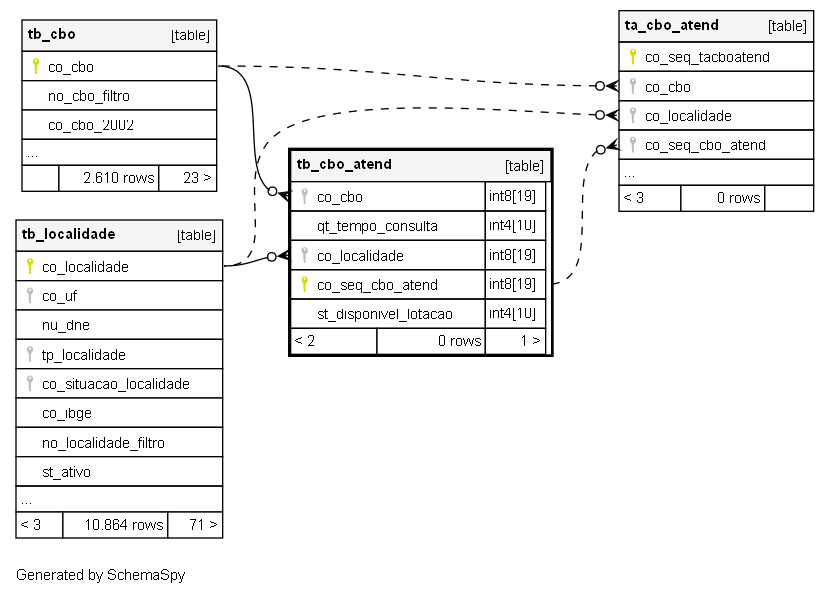 tb_cbo [table]
co_cbo
no_cbo_filtro
co_cbo_2002
...
2.610 rows 23 >
ta_cbo_atend [table]
co_seq_tacboatend
co_cbo
co_localidade
co_seq_cbo_atend
...
< 3 0 rows
tb_cbo_atend [table]
co_cbo int8[19]
qt_tempo_consulta int4[10]
co_localidade int8[19]
co_seq_cbo_atend int8[19]
st_disponivel_lotacao int4[10]
< 2 0 rows 1 >
tb_localidade [table]
co_localidade
co_uf
nu_dne
tp_localidade
co_situacao_localidade
co_ibge
no_localidade_filtro
st_ativo
...
< 3 10.864 rows 71 >
Generated by SchemaSpy